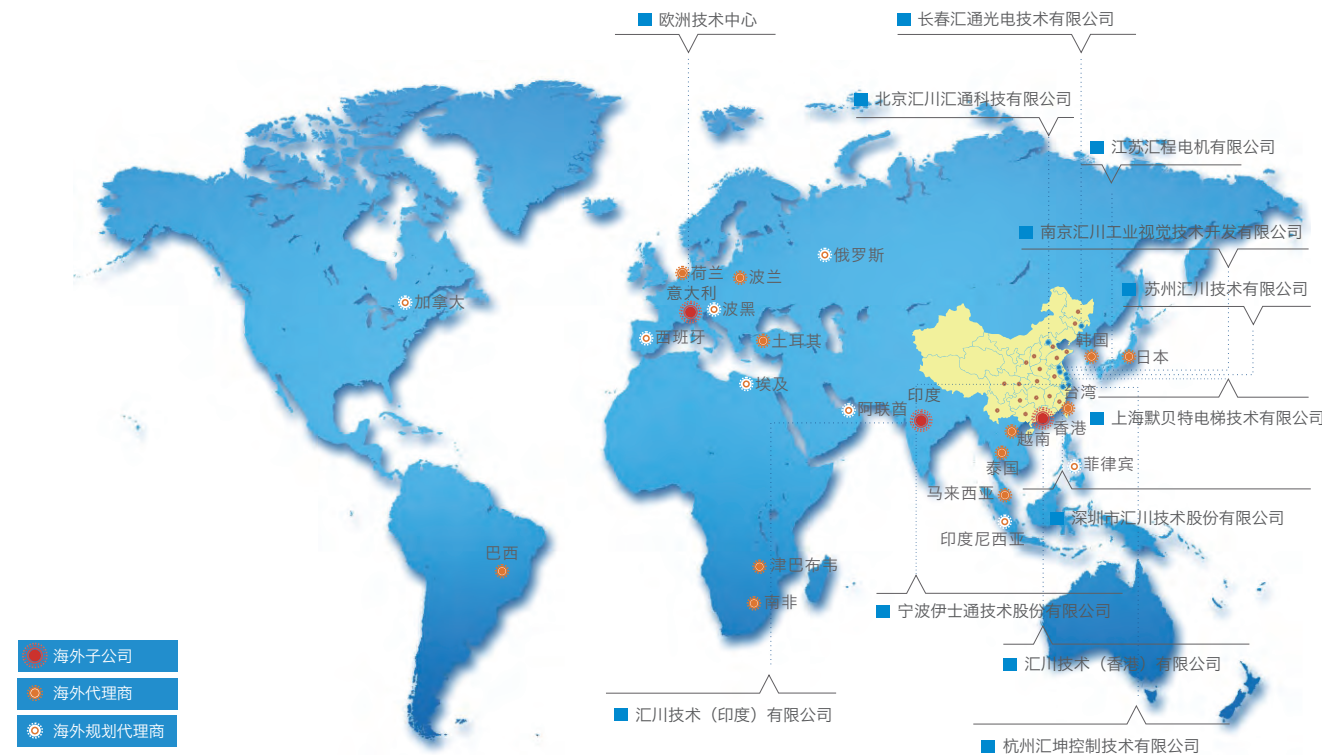 欧洲技术中心
长春汇通光电技术有限公司
北京汇川汇通科技有限公司
江苏汇程电机有限公司
南京汇川工业视觉技术开发有限公司
俄罗斯
荷兰
波兰
苏州汇川技术有限公司
意大利
加拿大
波黑
西班牙
土耳其
韩国
日本
埃及
印度
台湾
阿联酋
上海默贝特电梯技术有限公司
香港
越南
泰国
菲律宾
马来西亚
深圳市汇川技术股份有限公司
印度尼西亚
巴西
津巴布韦
南非
宁波伊士通技术股份有限公司
海外子公司
汇川技术（香港）有限公司
海外代理商
汇川技术（印度）有限公司
海外规划代理商
杭州汇坤控制技术有限公司